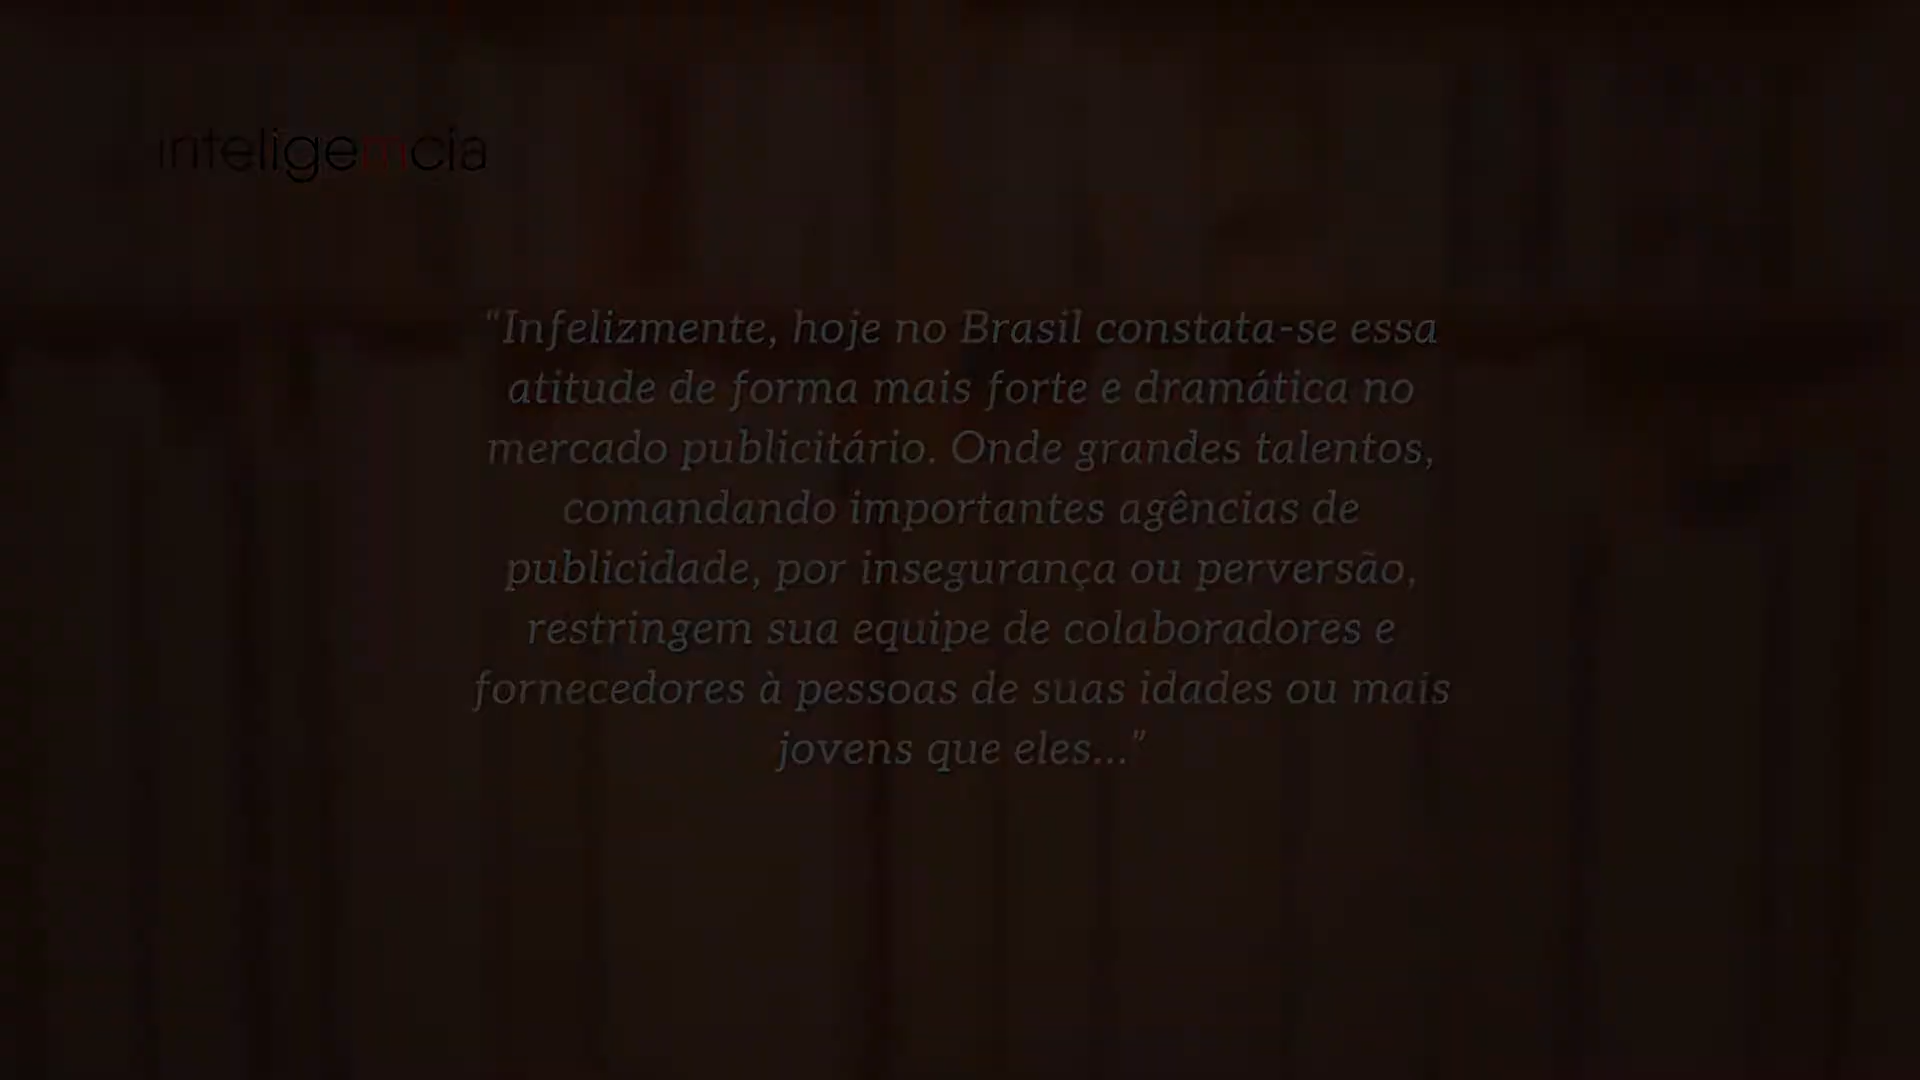 inteligemcia
“Infelizmente, hoje no Brasil constata-se essa
atitude de forma mais forte e dramática no
mercado publicitário. Onde grandes talentos,
comandando importantes agências de
publicidade, por insegurança ou perversão,
restringem sua equipe de colaboradores e
fornecedores à pessoas de suas idades ou mais
jovens que eles...”